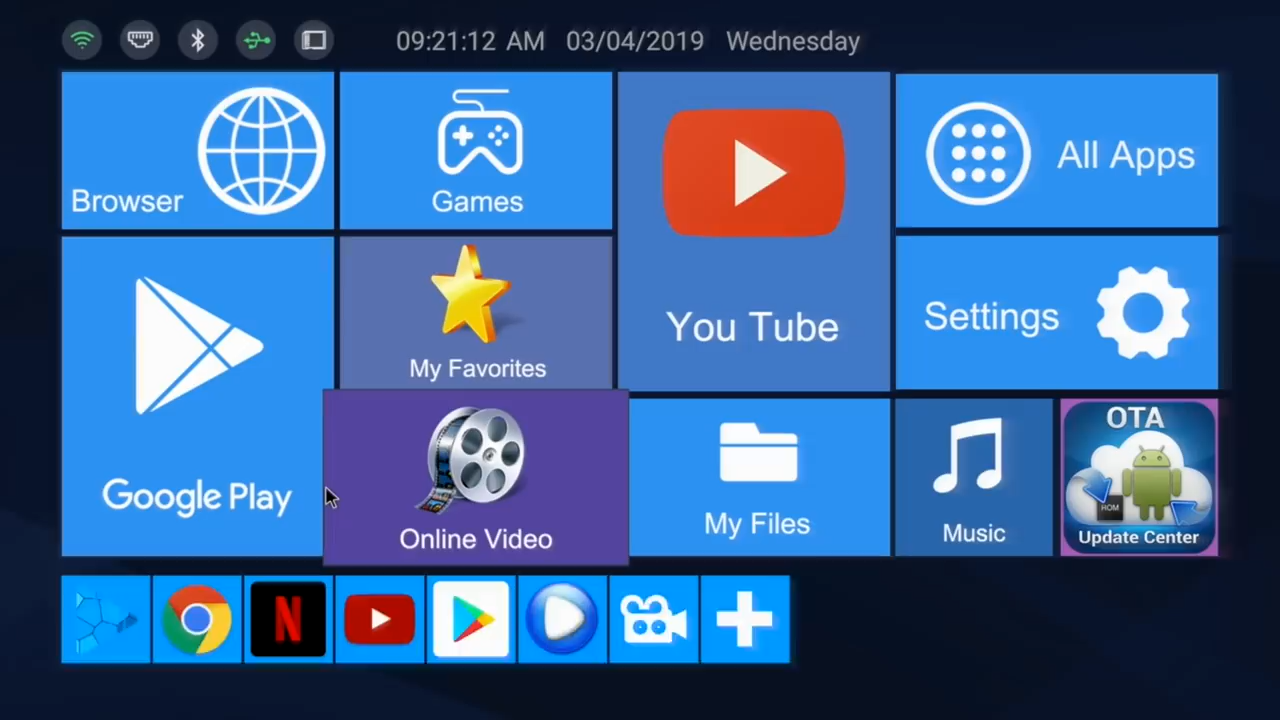 09:21:12 AM 03/04/2019 Wednesday
Browser
Games
You Tube
All Apps
Google Play
My Favorites
Settings
Online Video
My Files
Music
OTA
HOM
Update Center
N